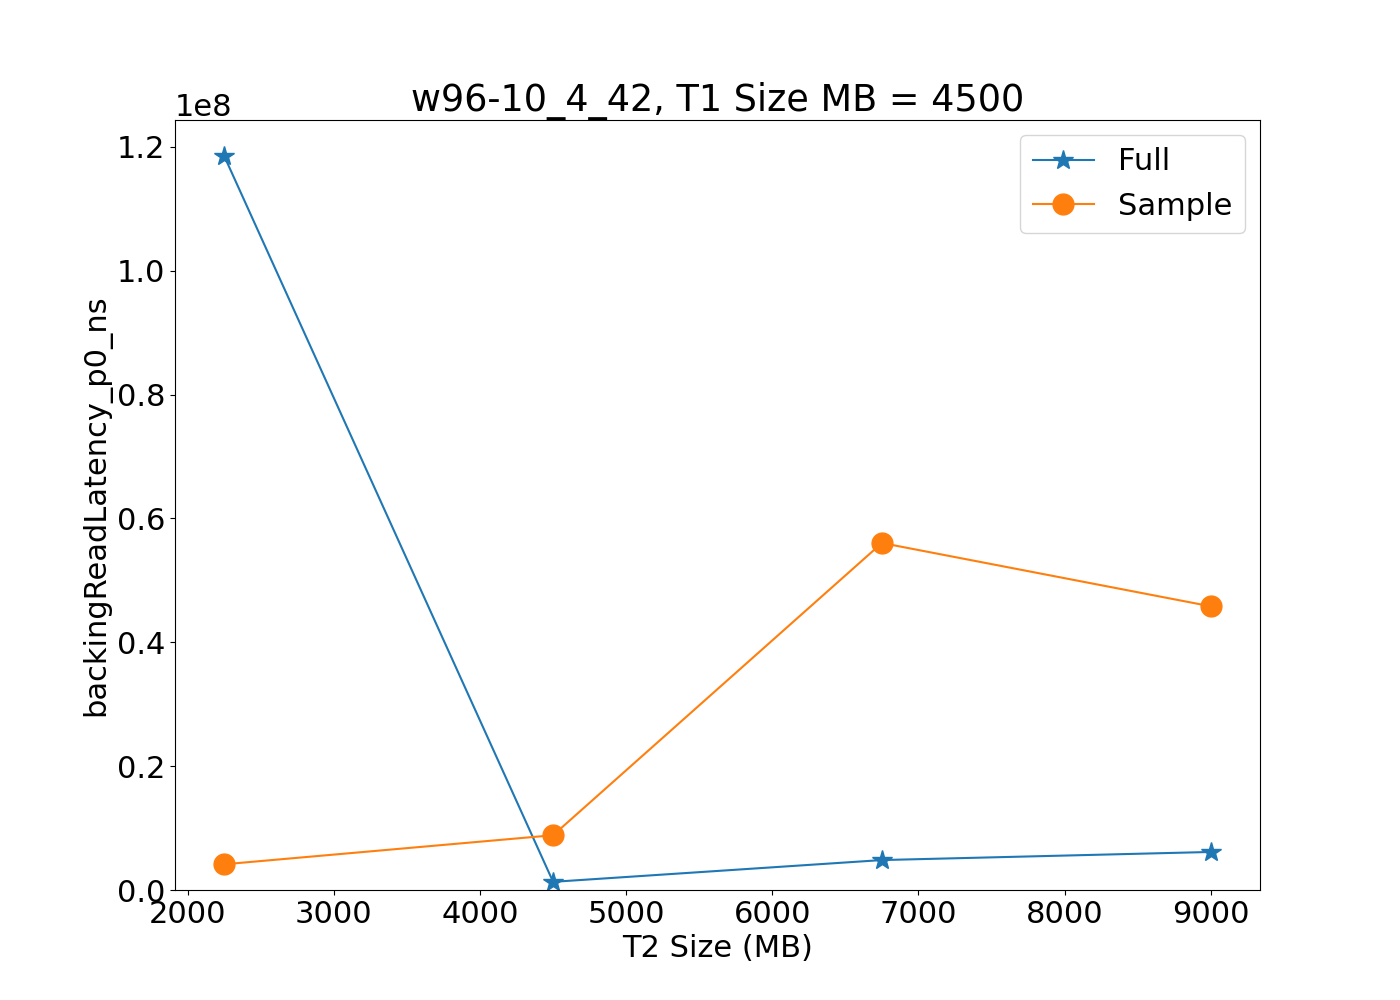 w96-10_4_42, T1 Size MB = 4500
1e8
Full
Sample
1.2
1.0
0.8
0.6
0.4
0.2
0.0
backingReadLatency_p0_ns
2000 3000 4000 5000 6000 7000 8000 9000
T2 Size (MB)